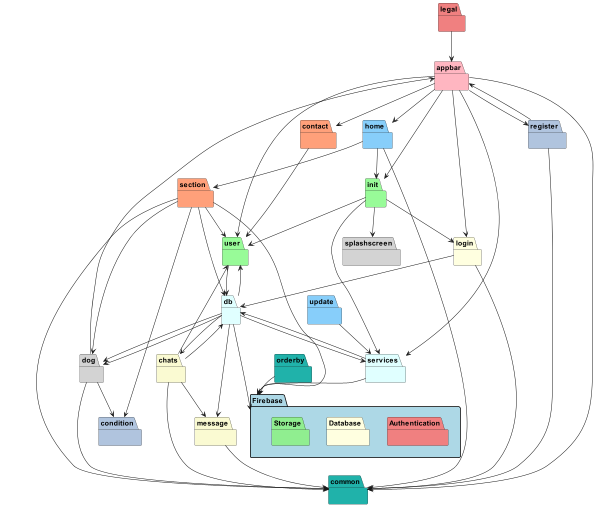 legal
appbar
contact
home
register
section
init
user
splashscreen
login
db
update
dog
chats
orderby
services
Firebase
condition
message
Storage
Database
Authentication
common